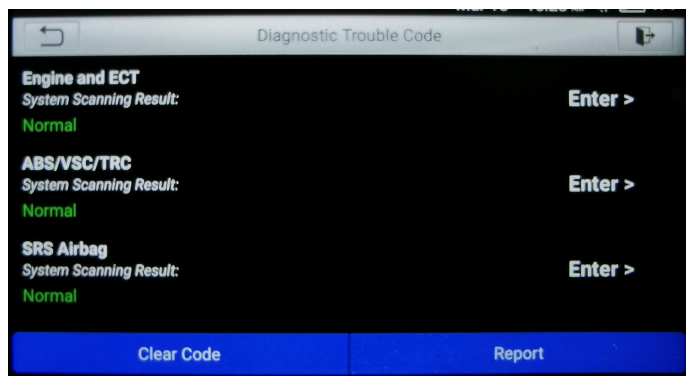 Diagnostic Trouble Code
Engine and ECT
System Scanning Result:
Enter >
Normal
ABS/VSC/TRC
System Scanning Result:
Enter >
Normal
SRS Airbag
System Scanning Result:
Enter >
Normal
Clear Code
Report